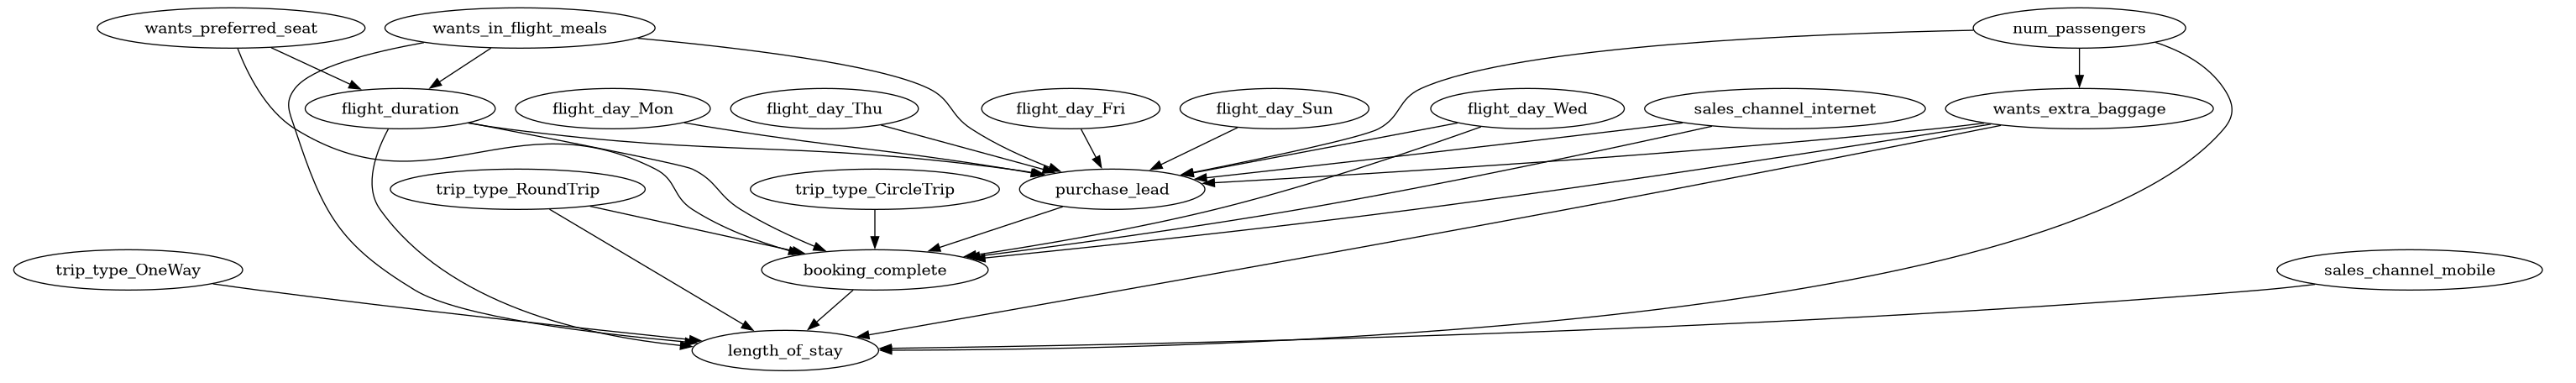 wants_preferred_seat
wants_in_flight_meals
num_passengers
flight_duration
flight_day_Mon
flight_day_Thu
flight_day_Fri
flight_day_Sun
flight_day_Wed
sales_channel_internet
wants_extra_baggage
trip_type_RoundTrip
trip_type_CircleTrip
purchase_lead
trip_type_OneWay
booking_complete
sales_channel_mobile
length_of_stay